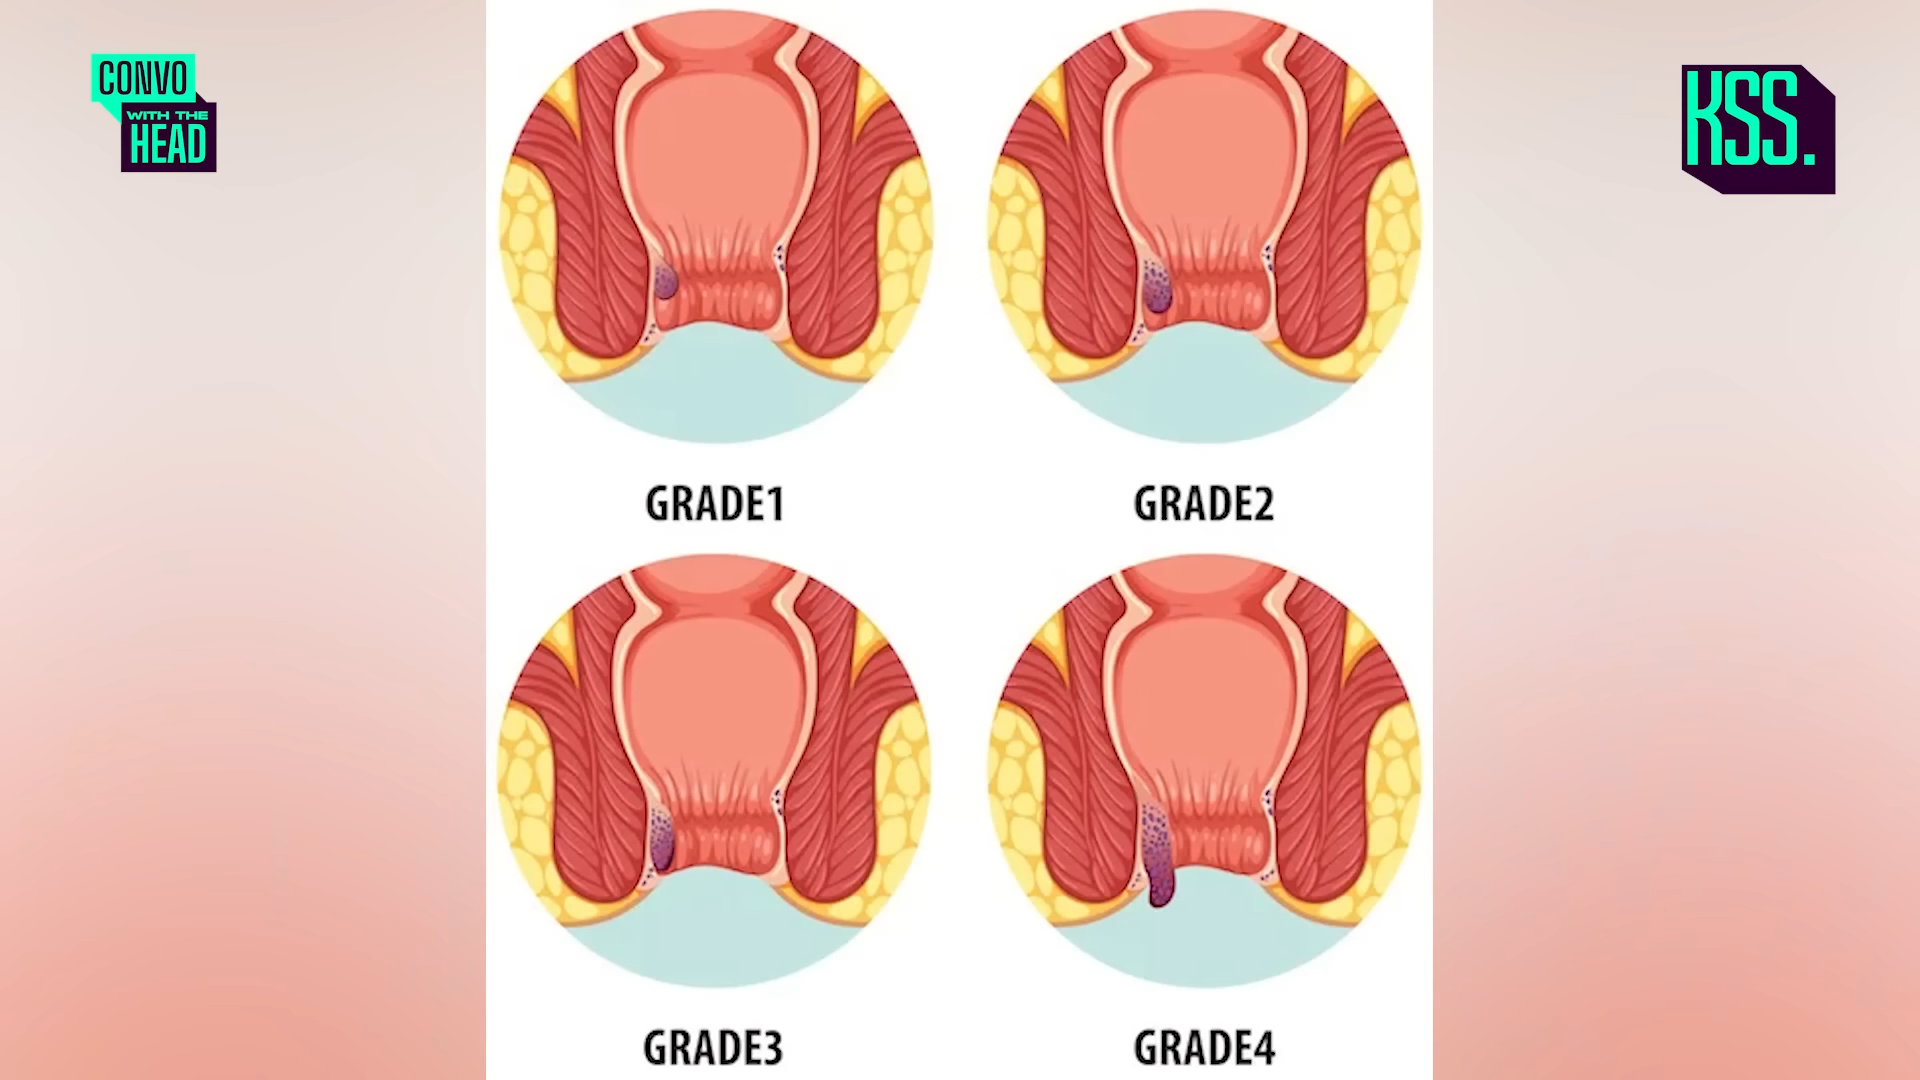 CONVO
WITH THE
HEAD
KSS.
GRADE1
GRADE2
GRADE3
GRADE4